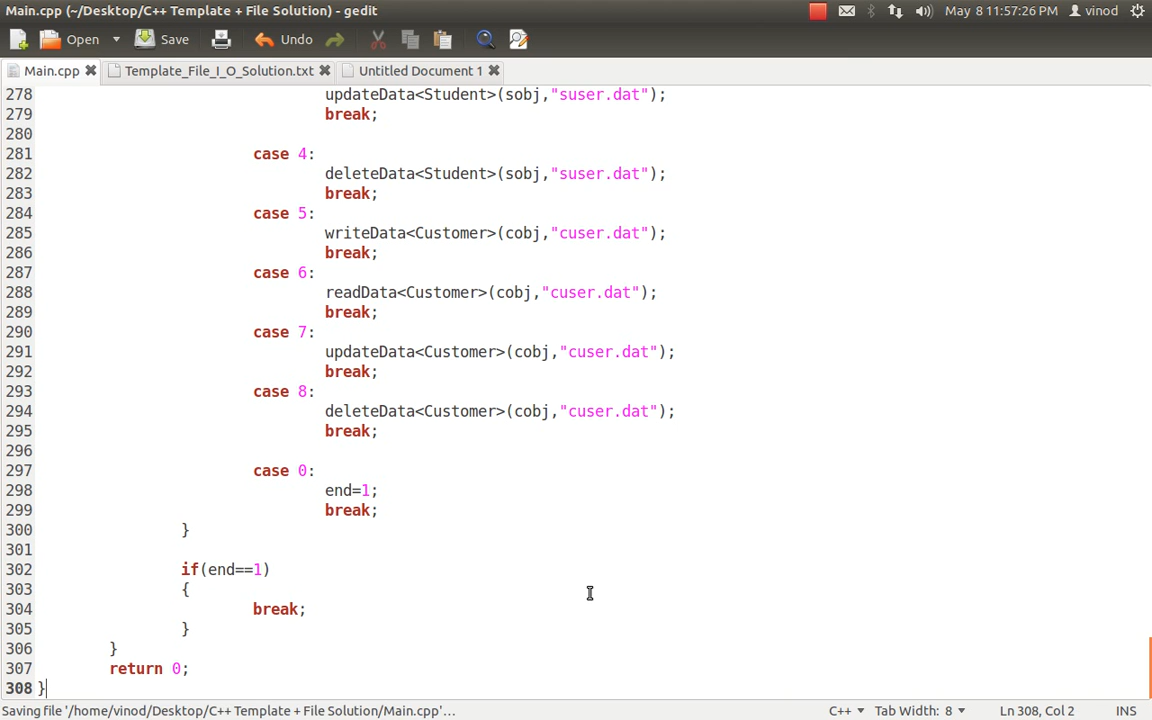 Main.cpp (~/Desktop/C++ Template + File Solution) - gedit
May 8 11:57:26 PM vinod
Open Save Undo
Main.cpp Template_File_I_O_Solution.txt Untitled Document 1
278 updateData<Student>(sobj,"suser.dat");
279 break;
280
281 case 4:
282 deleteData<Student>(sobj,"suser.dat");
283 break;
284 case 5:
285 writeData<Customer>(cobj,"cuser.dat");
286 break;
287 case 6:
288 readData<Customer>(cobj,"cuser.dat");
289 break;
290 case 7:
291 updateData<Customer>(cobj,"cuser.dat");
292 break;
293 case 8:
294 deleteData<Customer>(cobj,"cuser.dat");
295 break;
296
297 case 0:
298 end=1;
299 break;
300 }
301
302 if(end==1)
303 {
304 break;
305 }
306 }
307 return 0;
308 }
Saving file '/home/vinod/Desktop/C++ Template + File Solution/Main.cpp'… C++ Tab Width: 8 Ln 308, Col 2 INS